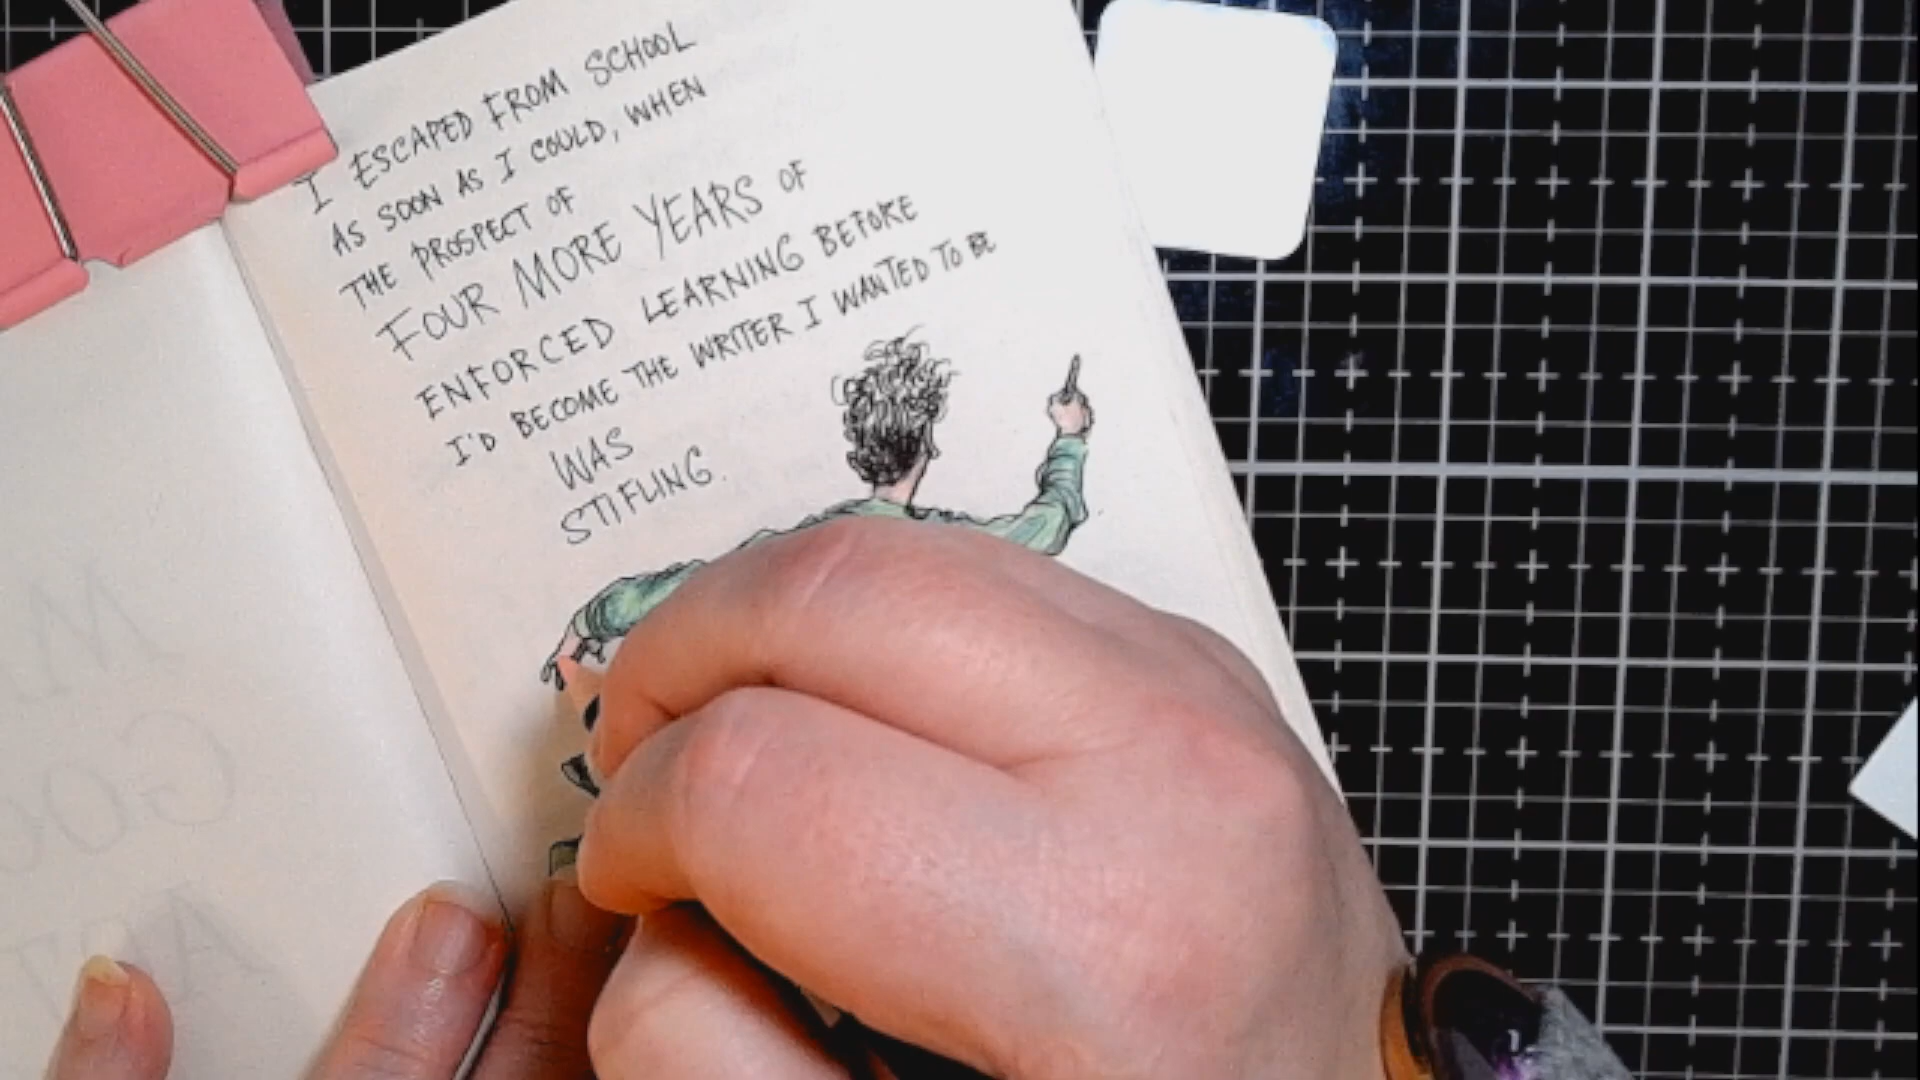 I ESCAPED FROM SCHOOL
AS SOON AS I COULD, WHEN
THE PROSPECT OF
FOUR MORE YEARS OF
ENFORCED LEARNING BEFORE
I'D BECOME THE WRITER I WANTED TO BE
WAS
STIFLING.